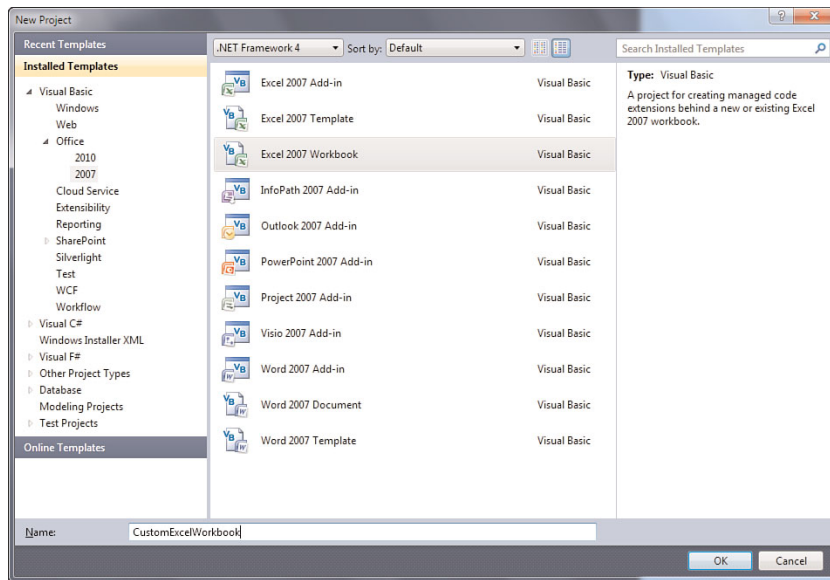 New Project
Recent Templates
Installed Templates
Visual Basic
Windows
Web
Office
2010
2007
Cloud Service
Extensibility
Reporting
SharePoint
Silverlight
Test
WCF
Workflow
Visual C#
Windows Installer XML
Visual F#
Other Project Types
Database
Modeling Projects
Test Projects
Online Templates
.NET Framework 4
Sort by: Default
Excel 2007 Add-in Visual Basic
Excel 2007 Template Visual Basic
Excel 2007 Workbook Visual Basic
InfoPath 2007 Add-in Visual Basic
Outlook 2007 Add-in Visual Basic
PowerPoint 2007 Add-in Visual Basic
Project 2007 Add-in Visual Basic
Visio 2007 Add-in Visual Basic
Word 2007 Add-in Visual Basic
Word 2007 Document Visual Basic
Word 2007 Template Visual Basic
Search Installed Templates
Type: Visual Basic
A project for creating managed code
extensions behind a new or existing Excel
2007 workbook.
Name: CustomExcelWorkbook
OK Cancel